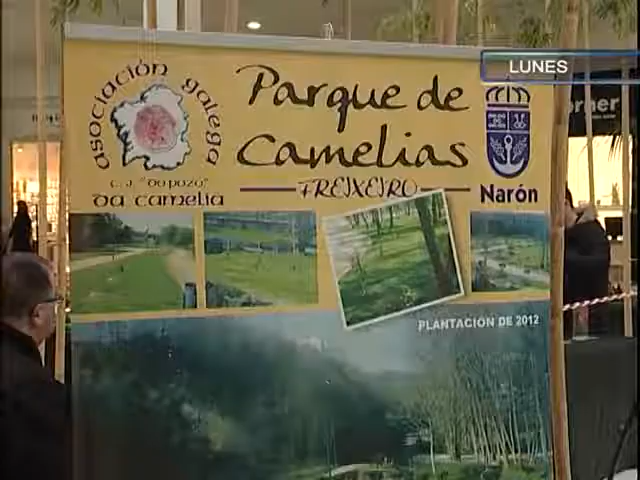 LUNES
asociación galega
C.J. "do pozo"
da camelia
Parque de
Camelias
FREIXEIRO
Narón
PLANTACIÓN DE 2012